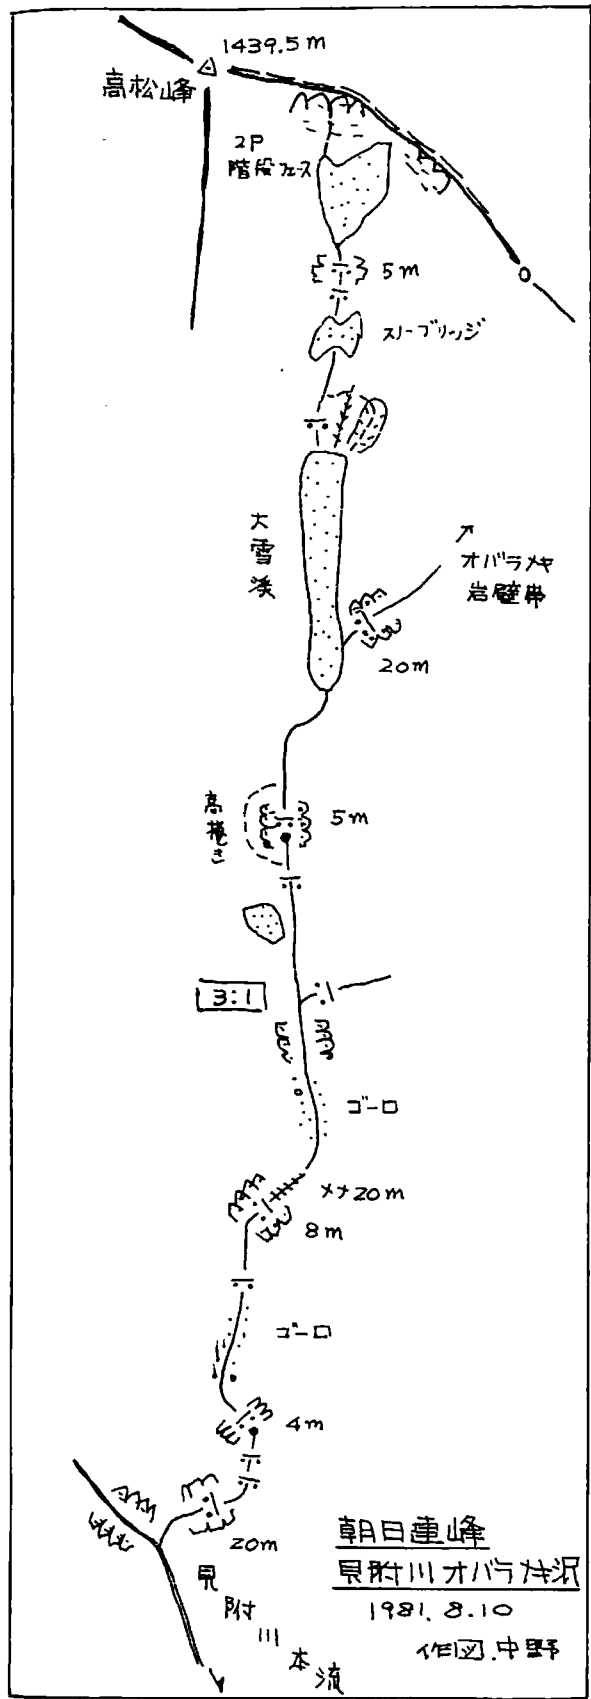 1439.5m
高松峰
2P
階段フェース
5m
スノーブリッジ
大雪渓
オバラメキ
岩壁帯
20m
高捲き
5m
3:1
ゴーロ
ナメ20m
8m
ゴーロ
4m
20m
見附川本流
朝日連峰
見附川オバラメキ沢
1981.8.10
作図.中野